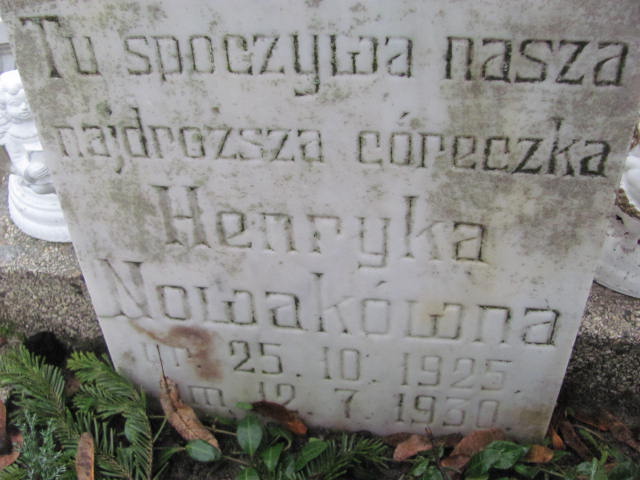 Tu spoczywa nasza
najdroższa córeczka
Henryka
Nowakówna
ur. 25. 10. 1925
zm. 12. 7. 1930.